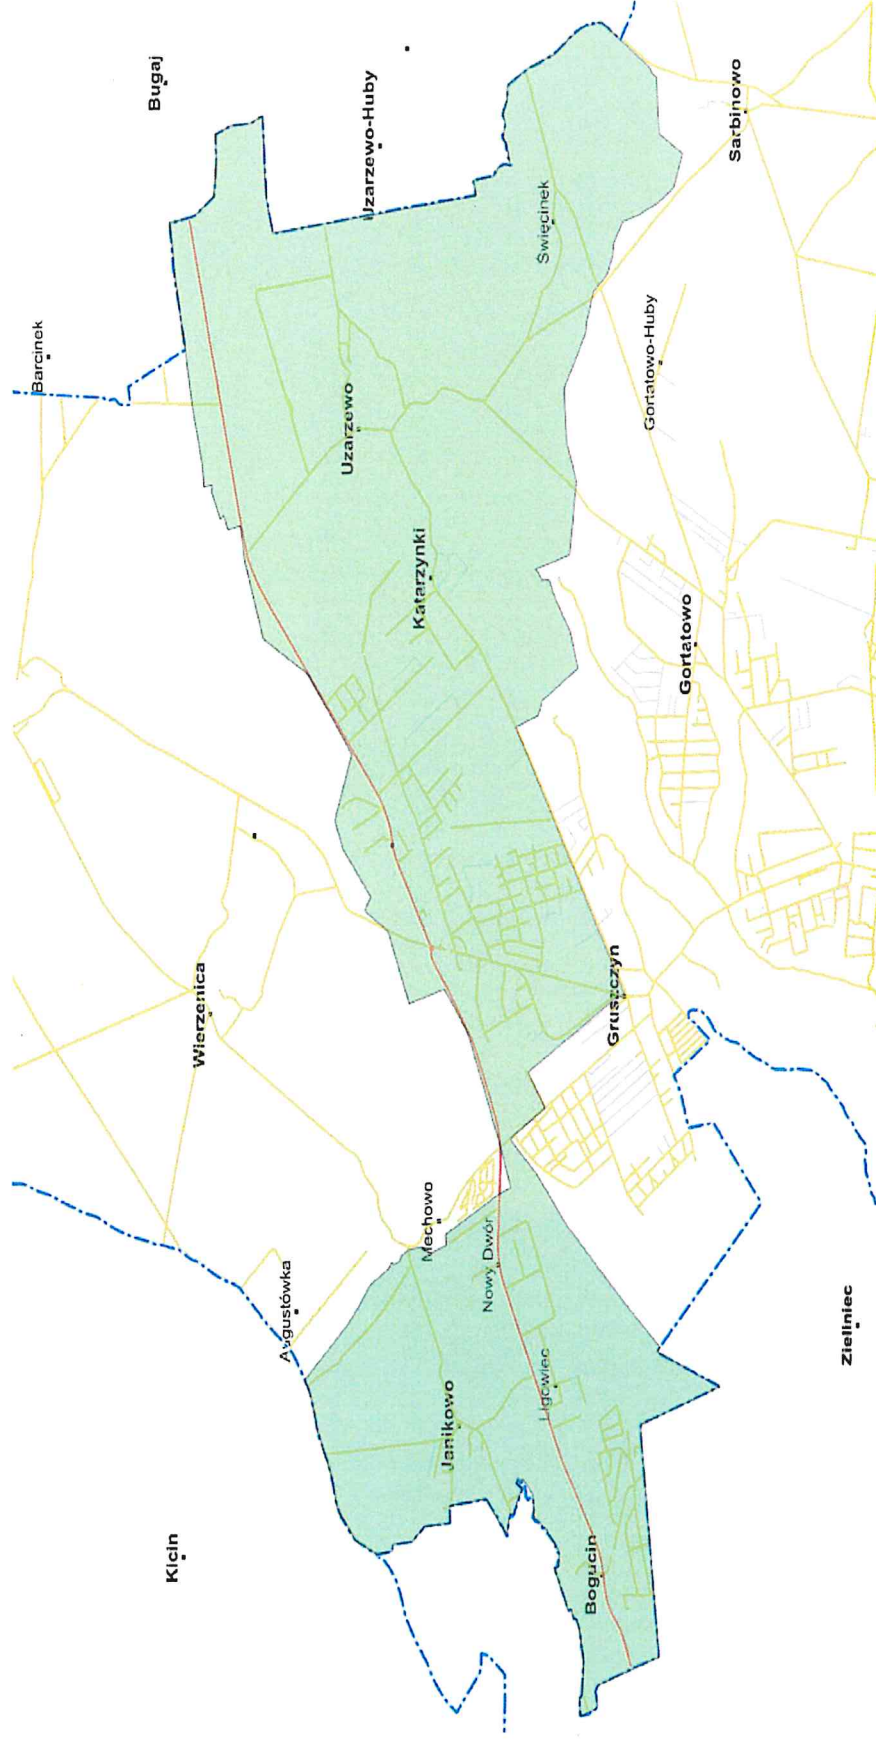 Kicin
Bugaj
Barcinek
Uzarzewo-Huby
Wierzenica
Augustówka
Uzarzewo
Katarzynki
Mechowo
Janikowo
Nowy Dwór
Święcinek
Ligowiec
Bogucin
Gruszczyn
Gortatowo-Huby
Gortatowo
Sarbinowo
Zieliniec